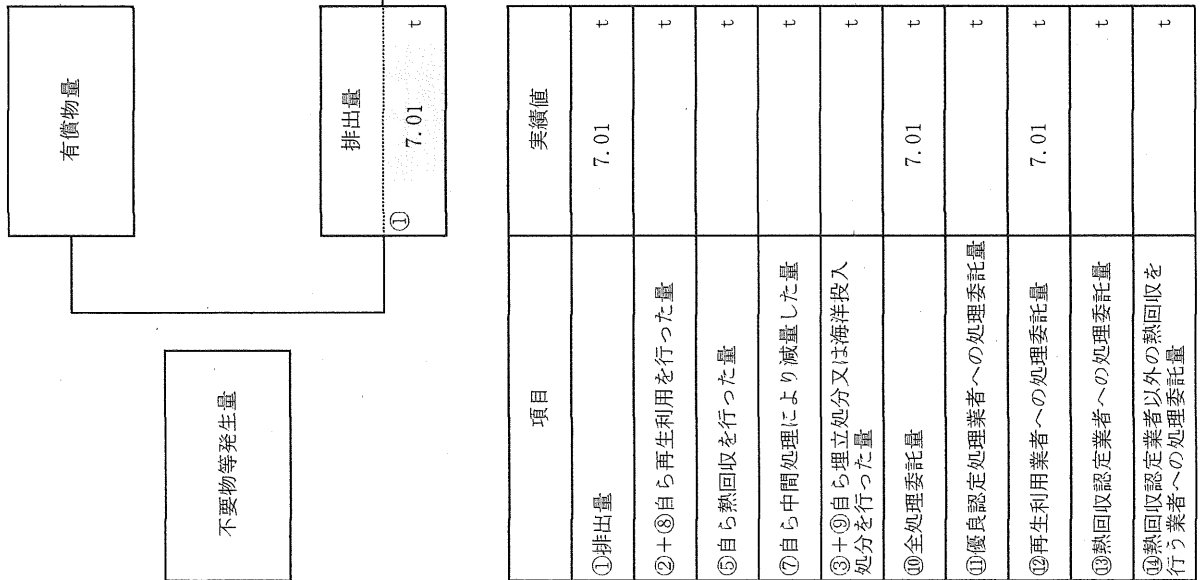 有償物量
不要物等発生量
排出量
① 7.01 t
項目 実績値
①排出量 7.01 t
②+⑧自ら再生利用を行った量 t
⑤自ら熱回収を行った量 t
⑦自ら中間処理により減量した量 t
③+⑨自ら埋立処分又は海洋投入
処分を行った量 t
⑩全処理委託量 7.01 t
⑪優良認定処理業者への処理委託量 t
⑫再生利用業者への処理委託量 7.01 t
⑬熱回収認定業者への処理委託量 t
⑭熱回収認定業者以外の熱回収を
行う業者への処理委託量 t